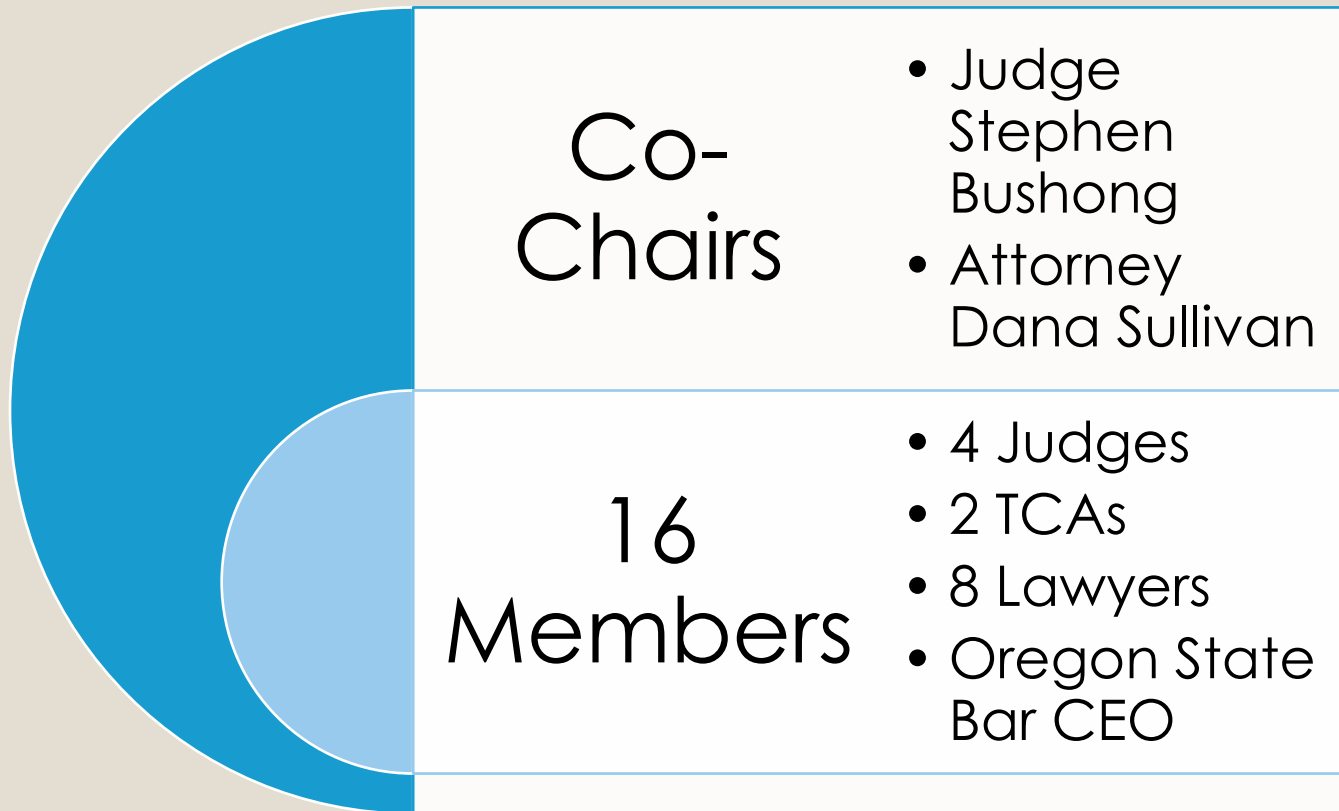 Co-
Chairs
• Judge
Stephen
Bushong
• Attorney
Dana Sullivan
16
Members
• 4 Judges
• 2 TCAs
• 8 Lawyers
• Oregon State
Bar CEO